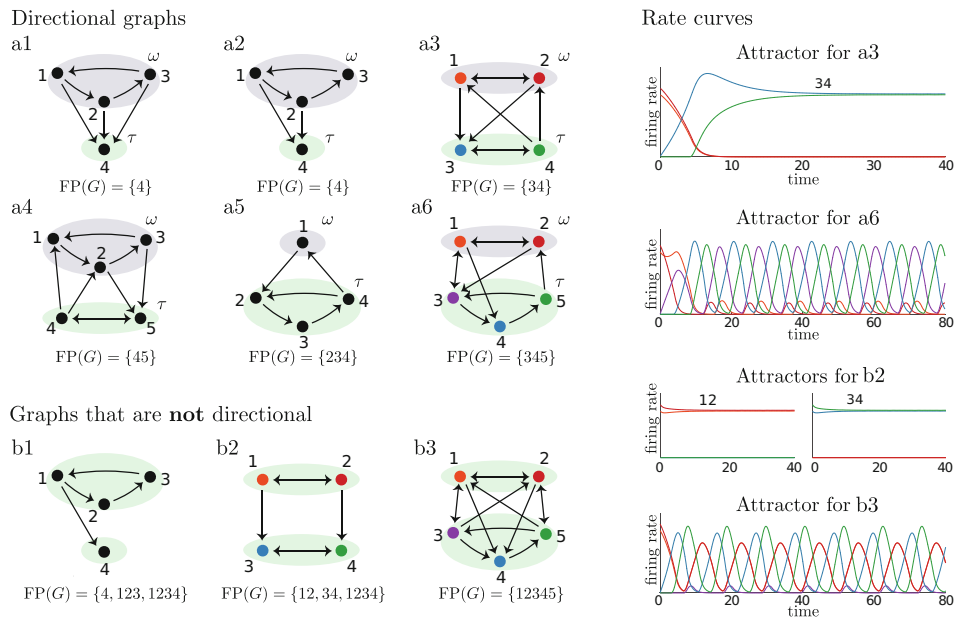 Directional graphs
a1
ω
1
3
2
τ
4
FP(G) = {4}
a2
ω
1
3
2
τ
4
FP(G) = {4}
a3
1
2
ω
τ
3
4
FP(G) = {34}
a4
ω
1
3
2
τ
4
5
FP(G) = {45}
a5
1
ω
τ
2
4
3
FP(G) = {234}
a6
1
2
ω
τ
3
5
4
FP(G) = {345}
Graphs that are not directional
b1
1
3
2
4
FP(G) = {4, 123, 1234}
b2
1
2
3
4
FP(G) = {12, 34, 1234}
b3
1
2
3
5
4
FP(G) = {12345}
Rate curves
Attractor for a3
firing rate
34
0 10 20 30 40
time
Attractor for a6
firing rate
0 20 40 60 80
time
Attractors for b2
firing rate
12
0 20 40
34
0 20 40
Attractor for b3
firing rate
0 20 40 60 80
time